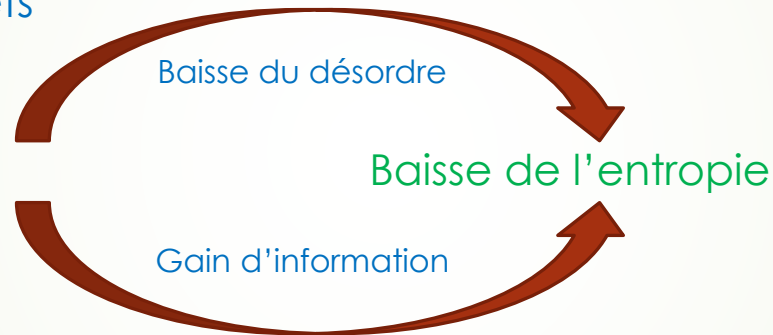 Baisse du désordre
Baisse de l'entropie
Gain d'information